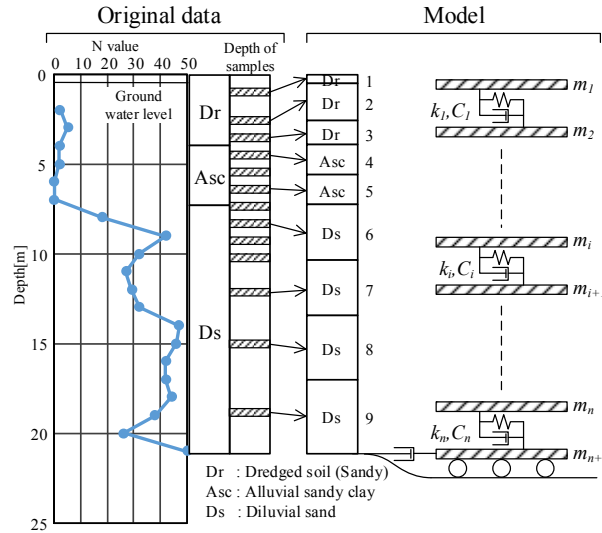 Original data
Model
N value
Depth of
samples
0 10 20 30 40 50
0
5
10
15
20
25
Depth[m]
Ground
water level
Dr
Asc
Ds
Dr 1
Dr 2
Dr 3
Asc 4
Asc 5
Ds 6
Ds 7
Ds 8
Ds 9
m1
k1, C1
m2
mi
ki, Ci
mi+
mn
kn, Cn
mn+
Dr : Dredged soil (Sandy)
Asc : Alluvial sandy clay
Ds : Diluvial sand